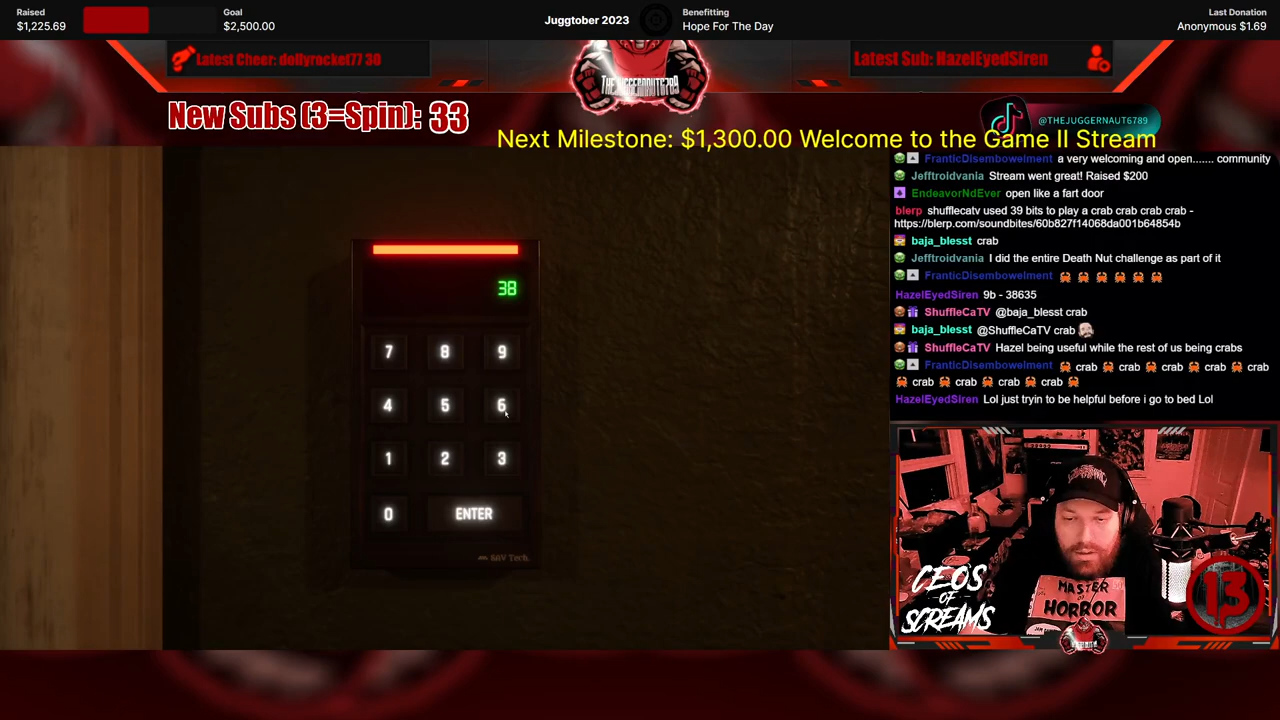 Raised
$1,225.69
Goal
$2,500.00
Juggtober 2023
Benefitting
Hope For The Day
Last Donation
Anonymous $1.69
Latest Cheer: dollyrocket77 30
THEJUGGERNAUT6789
Latest Sub: HazelEyedSiren
New Subs (3=Spin): 33
@THEJUGGERNAUT6789
Next Milestone: $1,300.00 Welcome to the Game II Stream
FranticDisembowelment a very welcoming and open....... community
Jefftroidvania Stream went great! Raised $200
EndeavorNdEver open like a fart door
blerp shufflecatv used 39 bits to play a crab crab crab crab -
https://blerp.com/soundbites/60b827f14068da001b64854b
baja_blesst crab
Jefftroidvania I did the entire Death Nut challenge as part of it
FranticDisembowelment 🦀 🦀 🦀 🦀 🦀 🦀
HazelEyedSiren 9b - 38635
ShuffleCaTV @baja_blesst crab
baja_blesst @ShuffleCaTV crab
ShuffleCaTV Hazel being useful while the rest of us being crabs
FranticDisembowelment 🦀 crab 🦀 crab 🦀 crab 🦀 crab 🦀 crab
🦀 crab 🦀 crab 🦀 crab 🦀 crab 🦀
HazelEyedSiren Lol just tryin to be helpful before i go to bed Lol
38
7 8 9
4 5 6
1 2 3
0 ENTER
SAV Tech.
CEO'S
OF
SCREAMS
MASTER
OF
HORROR
13